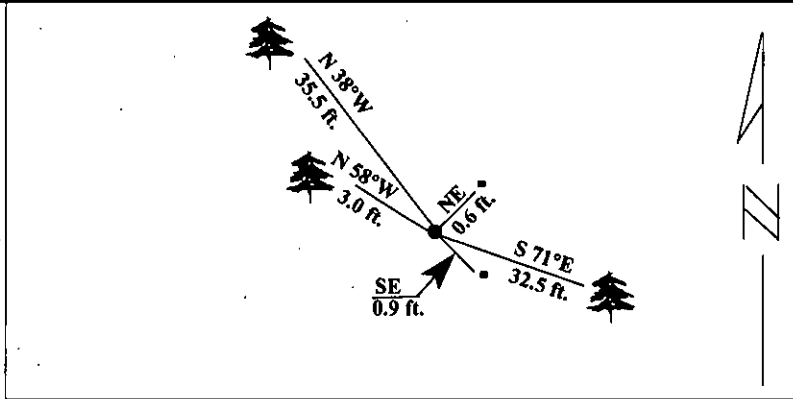 N 38°W
35.5 ft.
N 58°W
3.0 ft.
NE
0.6 ft.
S 71°E
32.5 ft.
SE
0.9 ft.
N